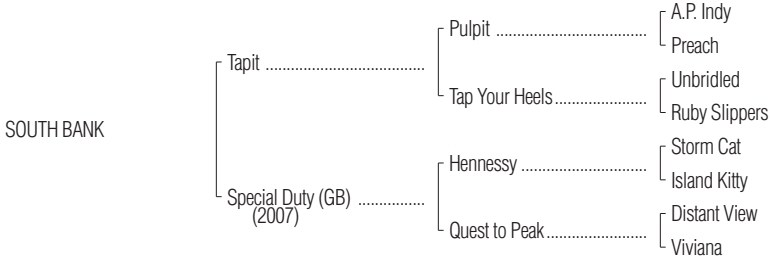 A.P. Indy
Pulpit ......................................
Preach
Tapit ........................................
Unbridled
Tap Your Heels .......................
Ruby Slippers
SOUTH BANK
Storm Cat
Hennessy ...............................
Island Kitty
Special Duty (GB) .................
(2007)
Distant View
Quest to Peak .........................
Viviana